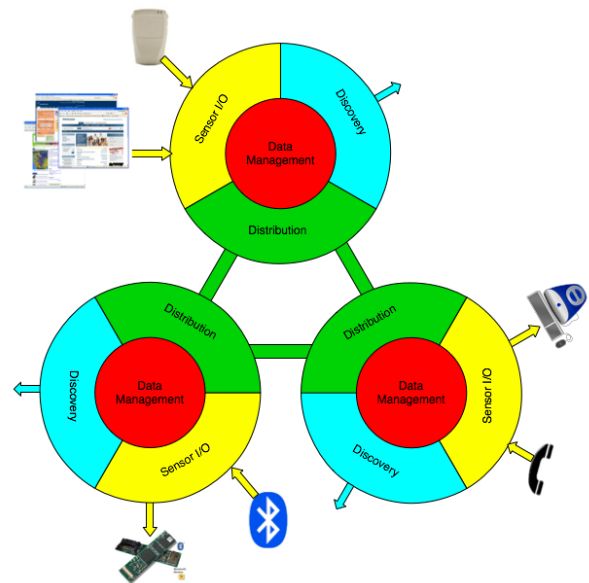 Sensor I/O
Discovery
Data
Management
Distribution
Distribution
Discovery
Data
Management
Sensor I/O
Distribution
Data
Management
Sensor I/O
Discovery